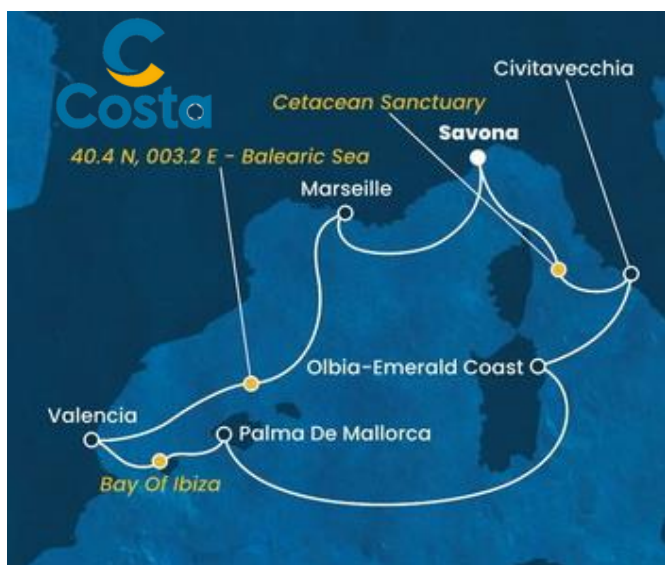 Costa
Civitavecchia
Cetacean Sanctuary
Savona
40.4 N, 003.2 E - Balearic Sea
Marseille
Olbia-Emerald Coast
Valencia
Palma De Mallorca
Bay Of Ibiza